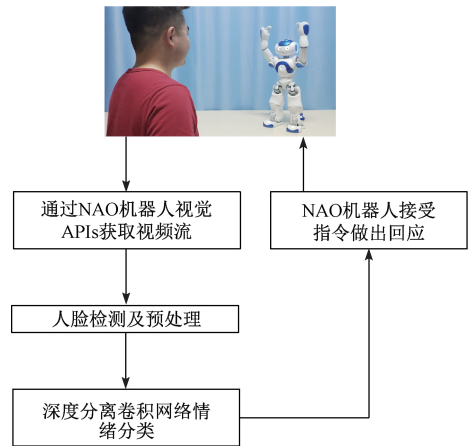 通过NAO机器人视觉
APIs获取视频流
NAO机器人接受
指令做出回应
人脸检测及预处理
深度分离卷积网络情
绪分类